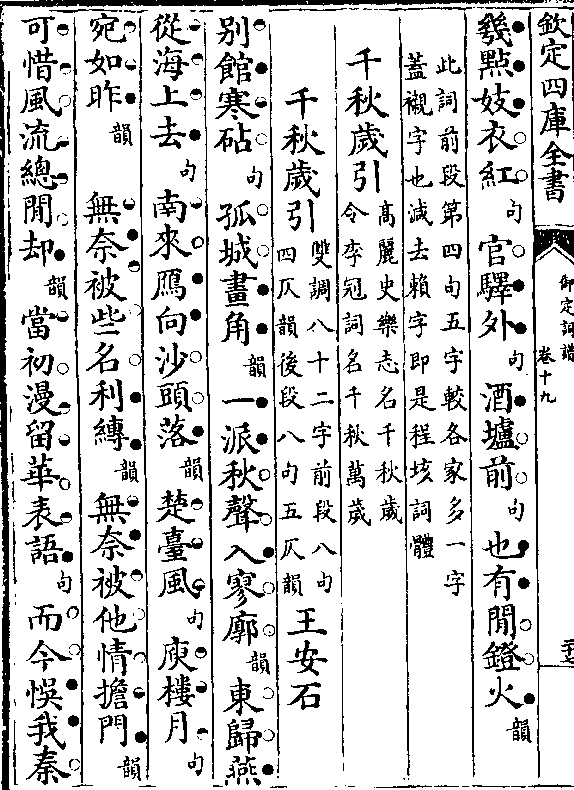 欽定四庫全書
御定詞譜
卷十九
幾點妓衣紅句官驛外句酒壚前句也有閒鐙火韻
此詞前段第四句五字較各家多一字
蓋襯字也減去賴字即是程垓詞體
千秋歲引
高麗史樂志名千秋歲
令李冠詞名千秋萬歲
千秋歲引
雙調八十二字前段八句
四仄韻後段八句五仄韻
王安石
別館寒砧句孤城畫角韻一派秋聲入寥廓韻東歸燕
從海上去句南來鴈向沙頭落韻楚臺風句庾樓月句
宛如昨韻 無奈被些名利縛韻無奈被他情擔門韻
可惜風流總閒却韻當初漫留華表語句而今悞我秦